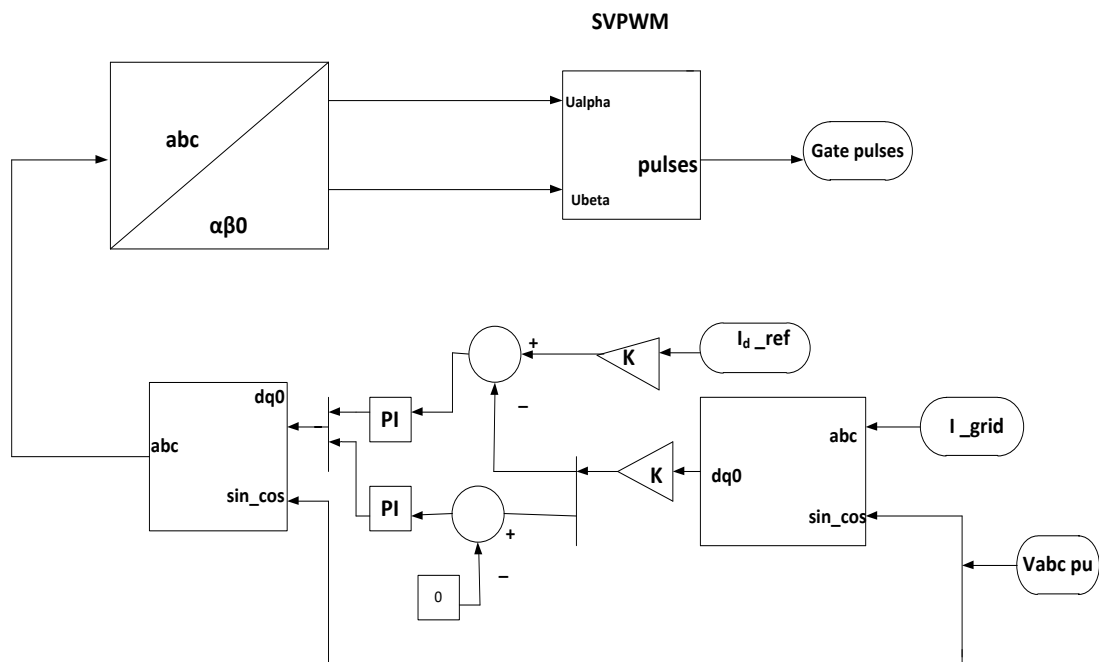 SVPWM
abc
αβ0
Ualpha
Ubeta
pulses
Gate pulses
I_d _ref
K
+
–
PI
dq0
abc
sin_cos
PI
+
–
0
K
abc
dq0
sin_cos
I _grid
Vabc pu